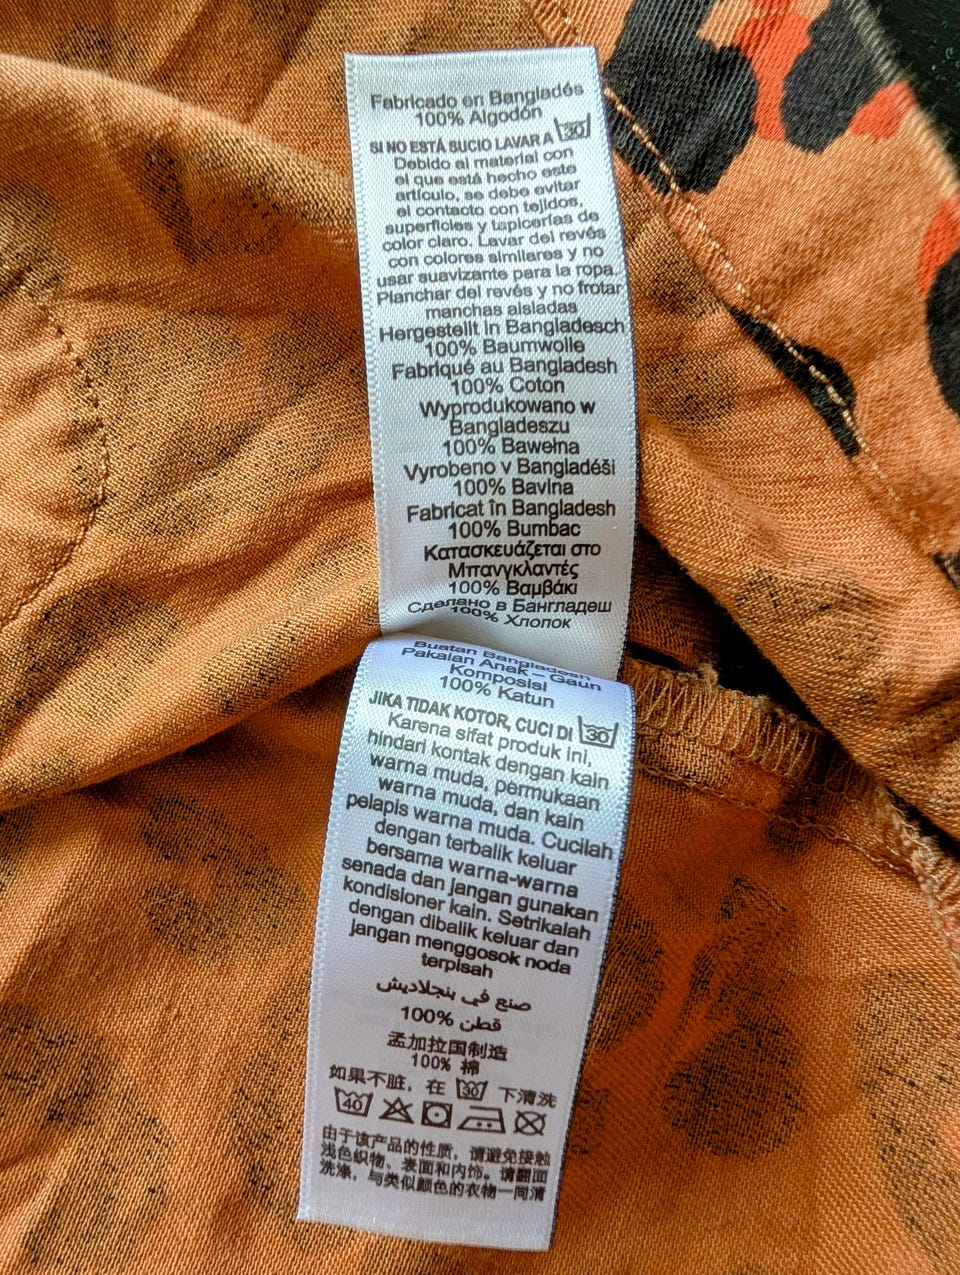 Fabricado en Bangladés
100% Algodón
SI NO ESTÁ SUCIO LAVAR A 30
Debido al material con
el que está hecho este
artículo, se debe evitar
el contacto con tejidos,
superficies y tapicerías de
color claro. Lavar del revés
con colores similares y no
usar suavizante para la ropa.
Planchar del revés y no frotar
manchas aisladas
Hergestellt in Bangladesch
100% Baumwolle
Fabriqué au Bangladesh
100% Coton
Wyprodukowano w
Bangladeszu
100% Bawełna
Vyrobeno v Bangladéši
100% Bavlna
Fabricat în Bangladesh
100% Bumbac
Κατασκευάζεται στο
Μπανγκλαντές
100% Βαμβάκι
Сделано в Бангладеш
100% Хлопок
Buatan Bangladesh
Pakaian Anak – Gaun
Komposisi
100% Katun
JIKA TIDAK KOTOR, CUCI DI 30
Karena sifat produk ini,
hindari kontak dengan kain
warna muda, permukaan
warna muda, dan kain
pelapis warna muda. Cucilah
dengan terbalik keluar
bersama warna-warna
senada dan jangan gunakan
kondisioner kain. Setrikalah
dengan dibalik keluar dan
jangan menggosok noda
terpisah
صنع في بنجلاديش
100% قطن
孟加拉国制造
100% 棉
如果不脏，在 30 下清洗
40
由于该产品的性质，请避免接触
浅色织物、表面和内饰。请翻面
洗涤，与类似颜色的衣物一同清